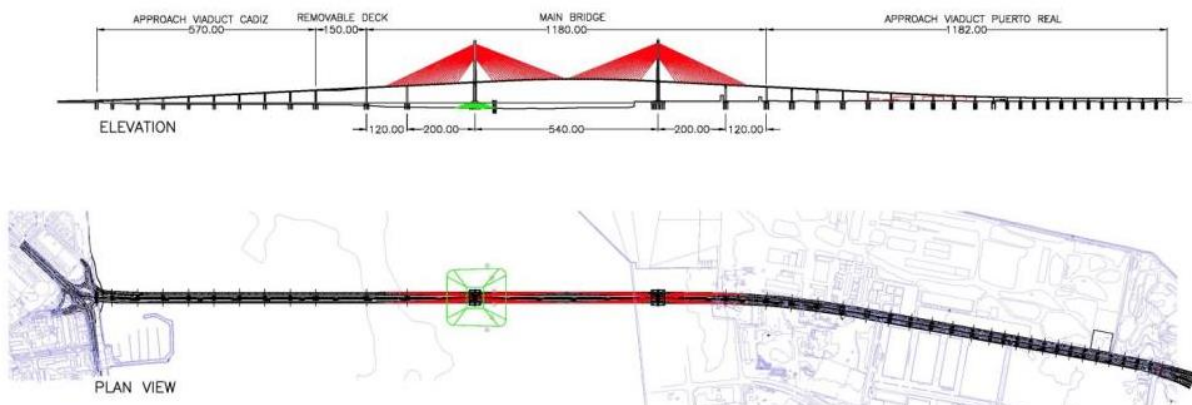 APPROACH VIADUCT CADIZ REMOVABLE DECK MAIN BRIDGE APPROACH VIADUCT PUERTO REAL
570.00 150.00 1180.00 1182.00
ELEVATION
120.00 200.00 540.00 200.00 120.00
PLAN VIEW